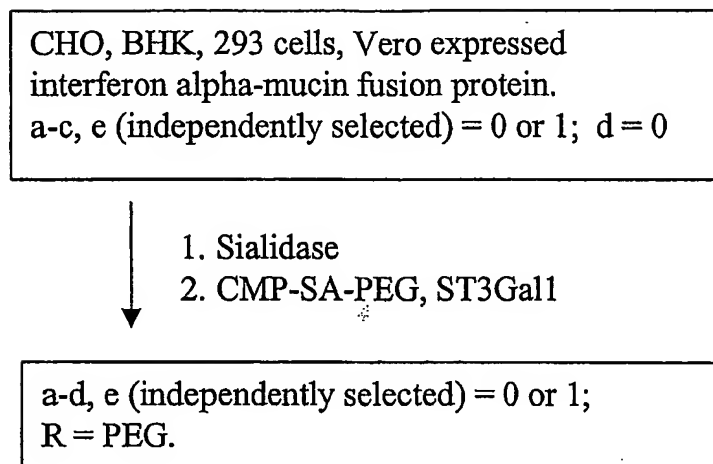 CHO, BHK, 293 cells, Vero expressed
interferon alpha-mucin fusion protein.
a-c, e (independently selected) = 0 or 1; d = 0
1. Sialidase
2. CMP-SA-PEG, ST3Gal1
a-d, e (independently selected) = 0 or 1;
R = PEG.